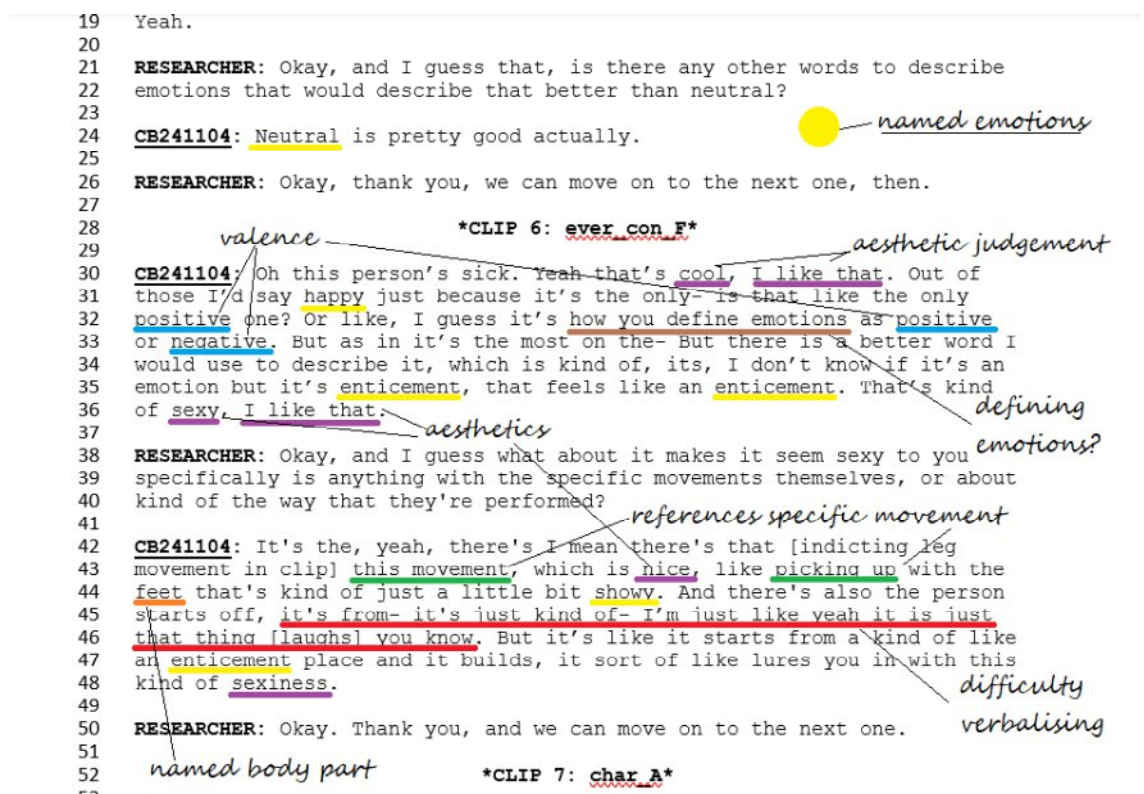 19 Yeah.
20
21 RESEARCHER: Okay, and I guess that, is there any other words to describe
22 emotions that would describe that better than neutral?
23
named emotions
24 CB241104: Neutral is pretty good actually.
25
26 RESEARCHER: Okay, thank you, we can move on to the next one, then.
27
28 *CLIP 6: ever_con_F*
valence
29
aesthetic judgement
30 CB241104: Oh this person's sick. Yeah that's cool, I like that. Out of
31 those I'd say happy just because it's the only- is that like the only
32 positive one? Or like, I guess it's how you define emotions as positive
33 or negative. But as in it's the most on the- But there is a better word I
34 would use to describe it, which is kind of, its, I don't know if it's an
35 emotion but it's enticement, that feels like an enticement. That's kind
36 of sexy, I like that.
defining
emotions?
37
aesthetics
38 RESEARCHER: Okay, and I guess what about it makes it seem sexy to you
39 specifically is anything with the specific movements themselves, or about
40 kind of the way that they're performed?
41
references specific movement
42 CB241104: It's the, yeah, there's I mean there's that [indicting leg
43 movement in clip] this movement, which is nice, like picking up with the
44 feet that's kind of just a little bit showy. And there's also the person
45 starts off, it's from- it's just kind of- I'm just like yeah it is just
46 that thing [laughs] you know. But it's like it starts from a kind of like
47 an enticement place and it builds, it sort of like lures you in with this
48 kind of sexiness.
difficulty
verbalising
49
50 RESEARCHER: Okay. Thank you, and we can move on to the next one.
51
named body part
52 *CLIP 7: char_A*